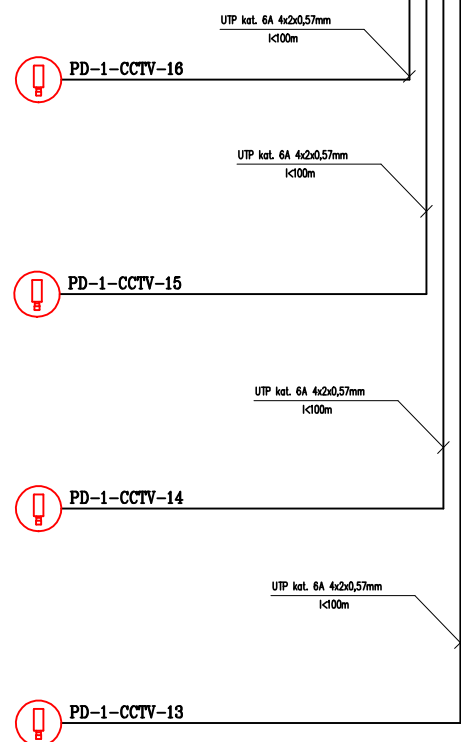 UTP kat. 6A 4x2x0,57mm
l<100m
PD-1-CCTV-16
UTP kat. 6A 4x2x0,57mm
l<100m
PD-1-CCTV-15
UTP kat. 6A 4x2x0,57mm
l<100m
PD-1-CCTV-14
UTP kat. 6A 4x2x0,57mm
l<100m
PD-1-CCTV-13